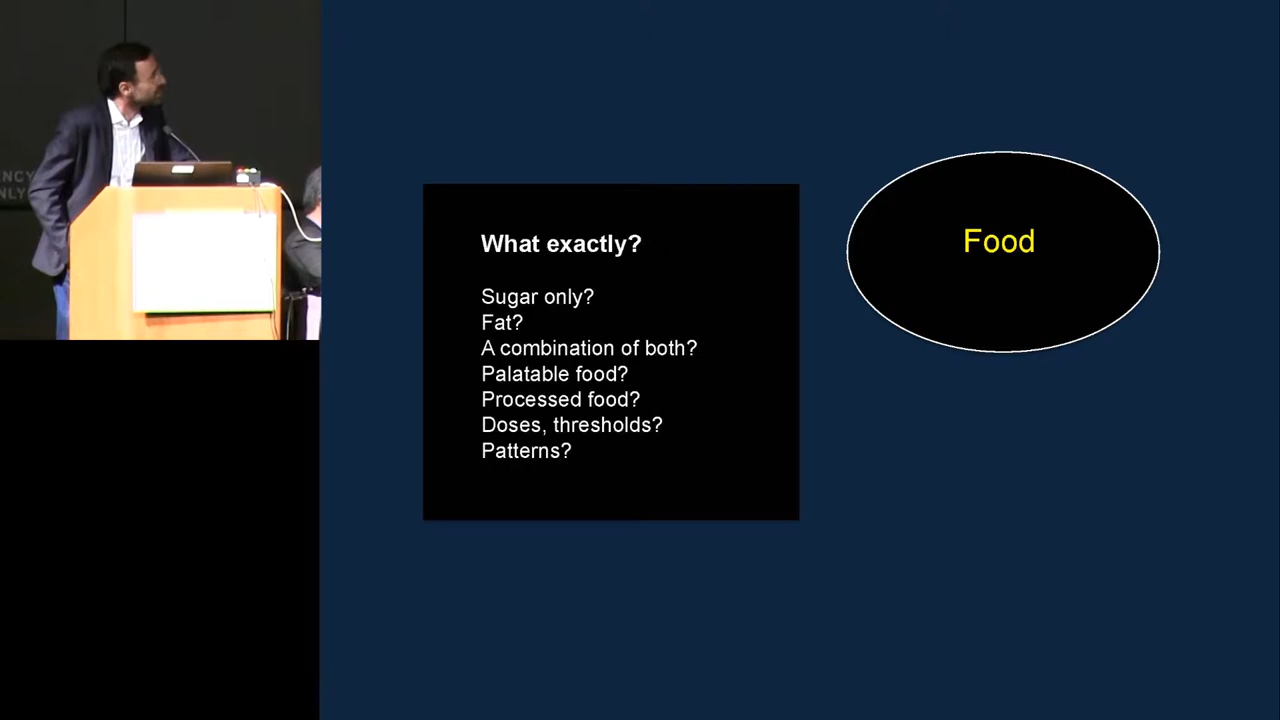 What exactly?
Sugar only?
Fat?
A combination of both?
Palatable food?
Processed food?
Doses, thresholds?
Patterns?
Food